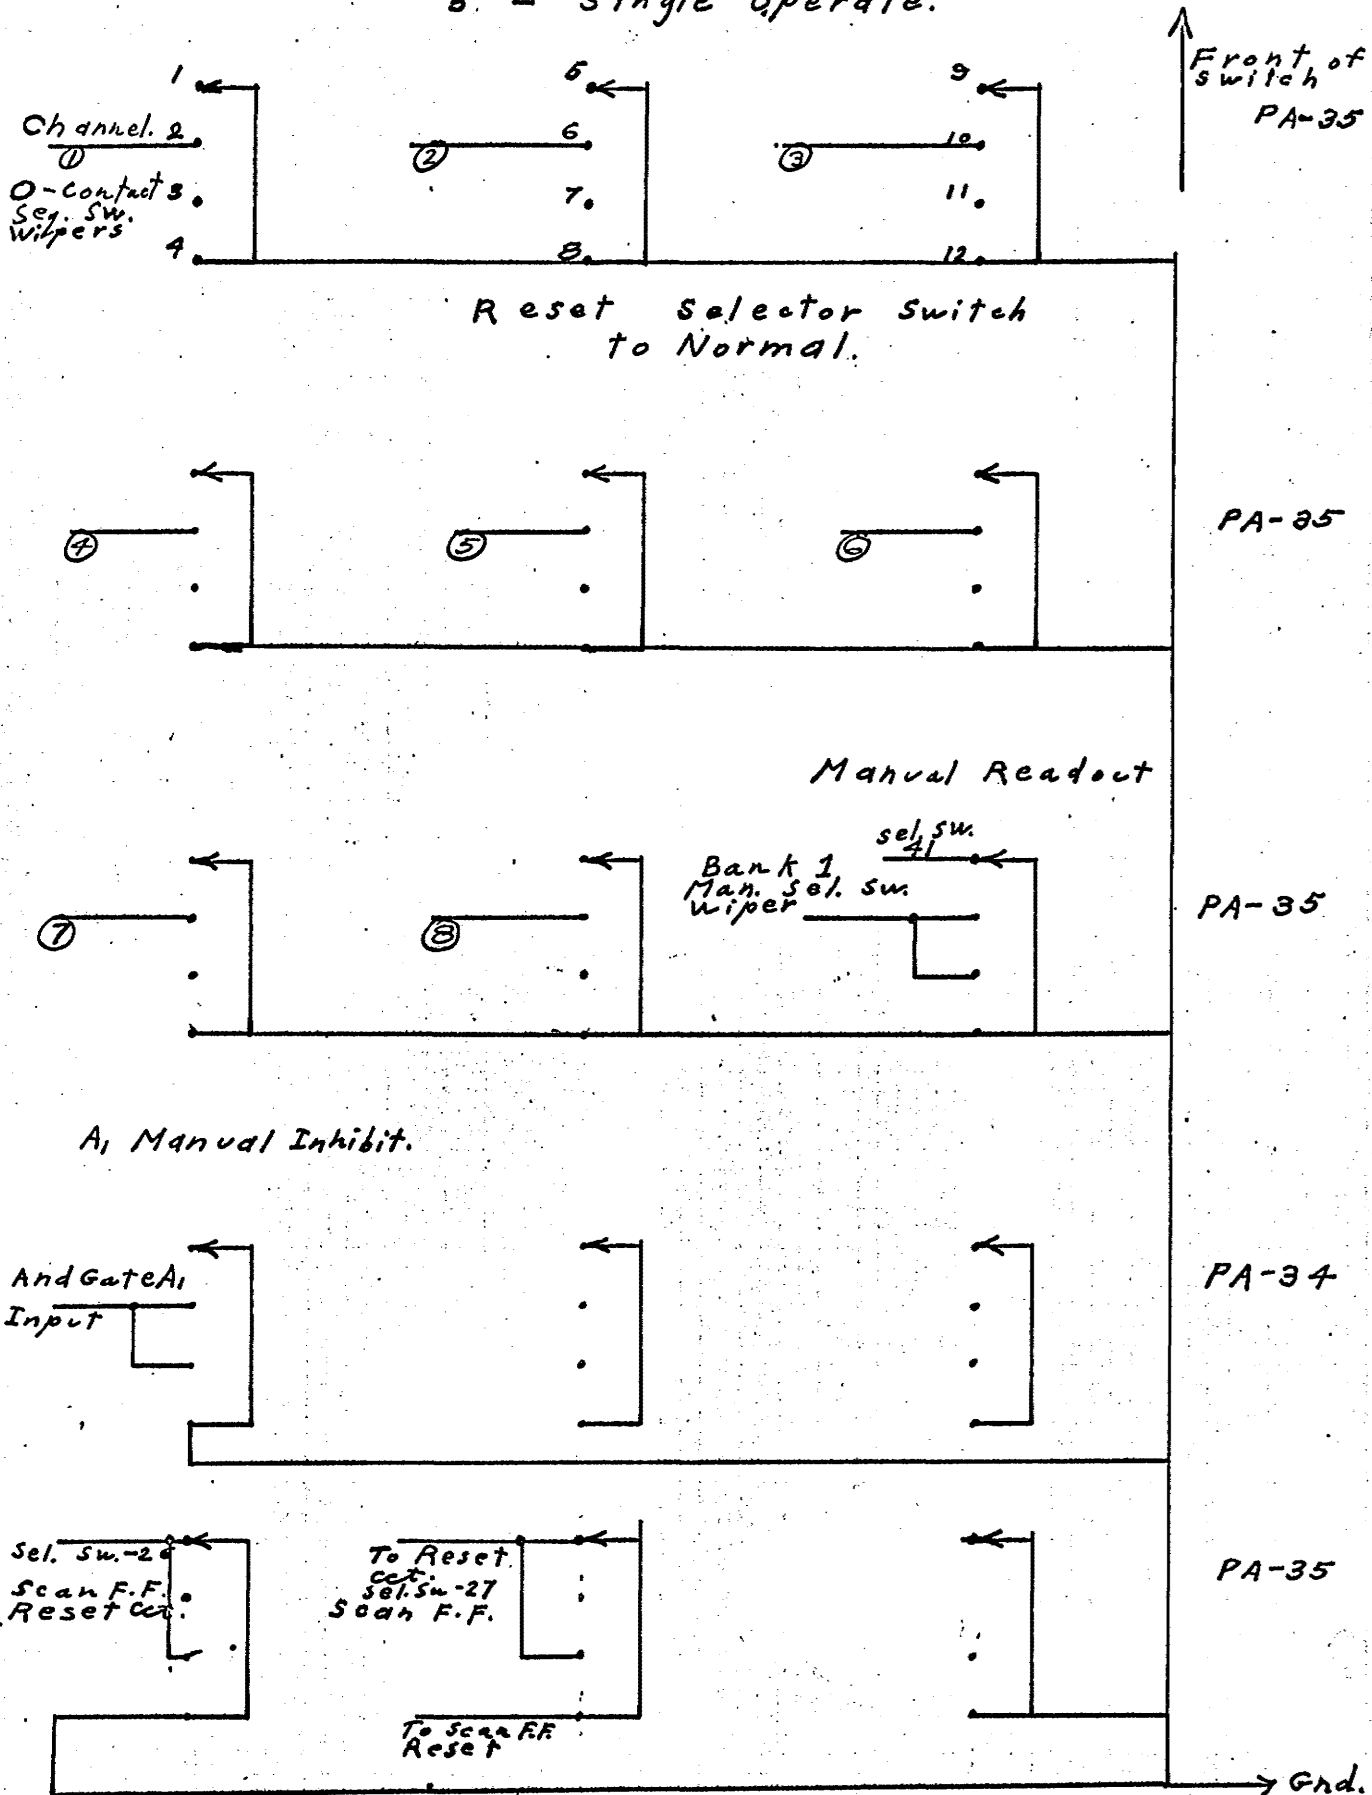 B. - Single Operate.
Front of
switch
PA-35
1
5
9
Channel. 2
6
10
①
②
③
O-Contact 3
7
11
Seq. Sw.
Wipers
4
8
12
Reset Selector Switch
to Normal.
④
⑤
⑥
PA-35
Manual Readout
sel. sw.
41
Bank 1
Man. Sel. Sw.
Wiper
⑦
⑧
PA-35
A₁ Manual Inhibit.
And Gate A₁
Input
PA-34
Sel. Sw.-26
Scan F.F.
Reset cct.
To Reset
cct.
sel. sw-27
Scan F.F.
PA-35
To Scan F.F.
Reset
Gnd.